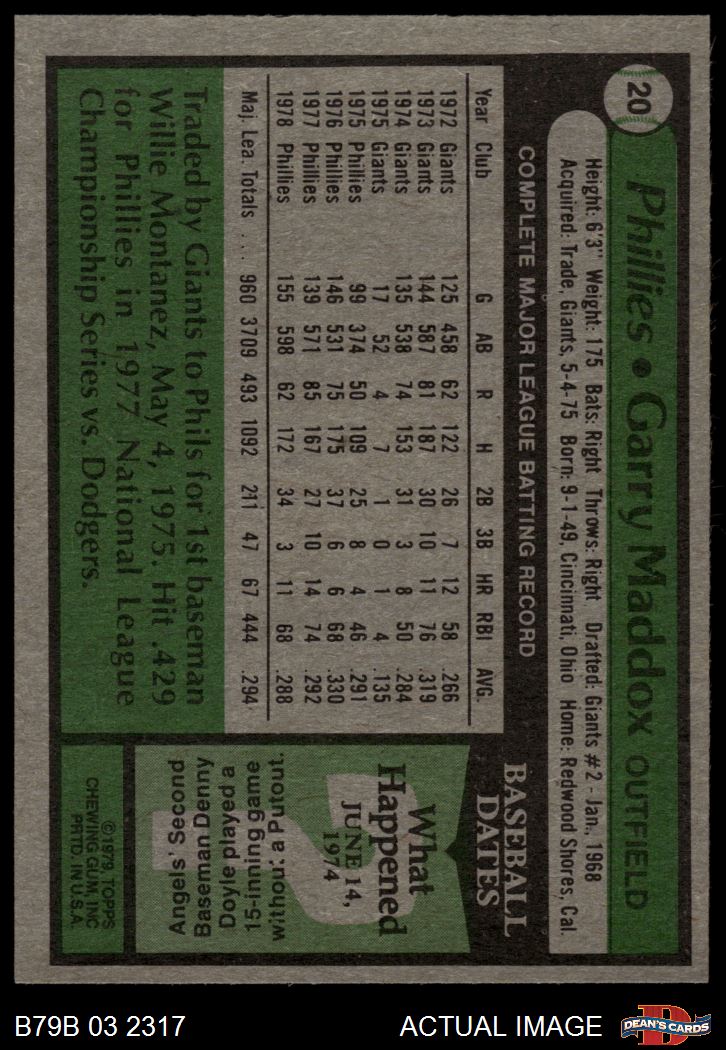 20
Phillies • Garry Maddox OUTFIELD
Height: 6'3" Weight: 175 Bats: Right Throws: Right Drafted: Giants #2 - Jan., 1968
Acquired: Trade, Giants, 5-4-75 Born: 9-1-49, Cincinnati, Ohio Home: Redwood Shores, Cal.
COMPLETE MAJOR LEAGUE BATTING RECORD
Year Club G AB R H 2B 3B HR RBI AVG.
1972 Giants 125 458 62 122 26 7 12 58 .266
1973 Giants 144 587 81 187 30 10 11 76 .319
1974 Giants 135 538 74 153 31 3 8 50 .284
1975 Giants 17 52 4 7 1 0 1 4 .135
1975 Phillies 99 374 50 109 25 8 4 46 .291
1976 Phillies 146 531 75 175 37 6 6 68 .330
1977 Phillies 139 571 85 167 27 10 14 74 .292
1978 Phillies 155 598 62 172 34 3 11 68 .288
Maj. Lea. Totals . . . 960 3709 493 1092 211 47 67 444 .294
Traded by Giants to Phils for 1st baseman
Willie Montanez, May 4, 1975. Hit .429
for Phillies in 1977 National League
Championship Series vs. Dodgers.
BASEBALL
DATES
What
Happened
JUNE 14,
1974
Angels' Second
Baseman Denny
Doyle played a
15-inning game
without a Putout.
©1979, TOPPS
CHEWING GUM, INC
PRTD. IN U.S.A.
B79B 03 2317
ACTUAL IMAGE
D
DEAN'S CARDS